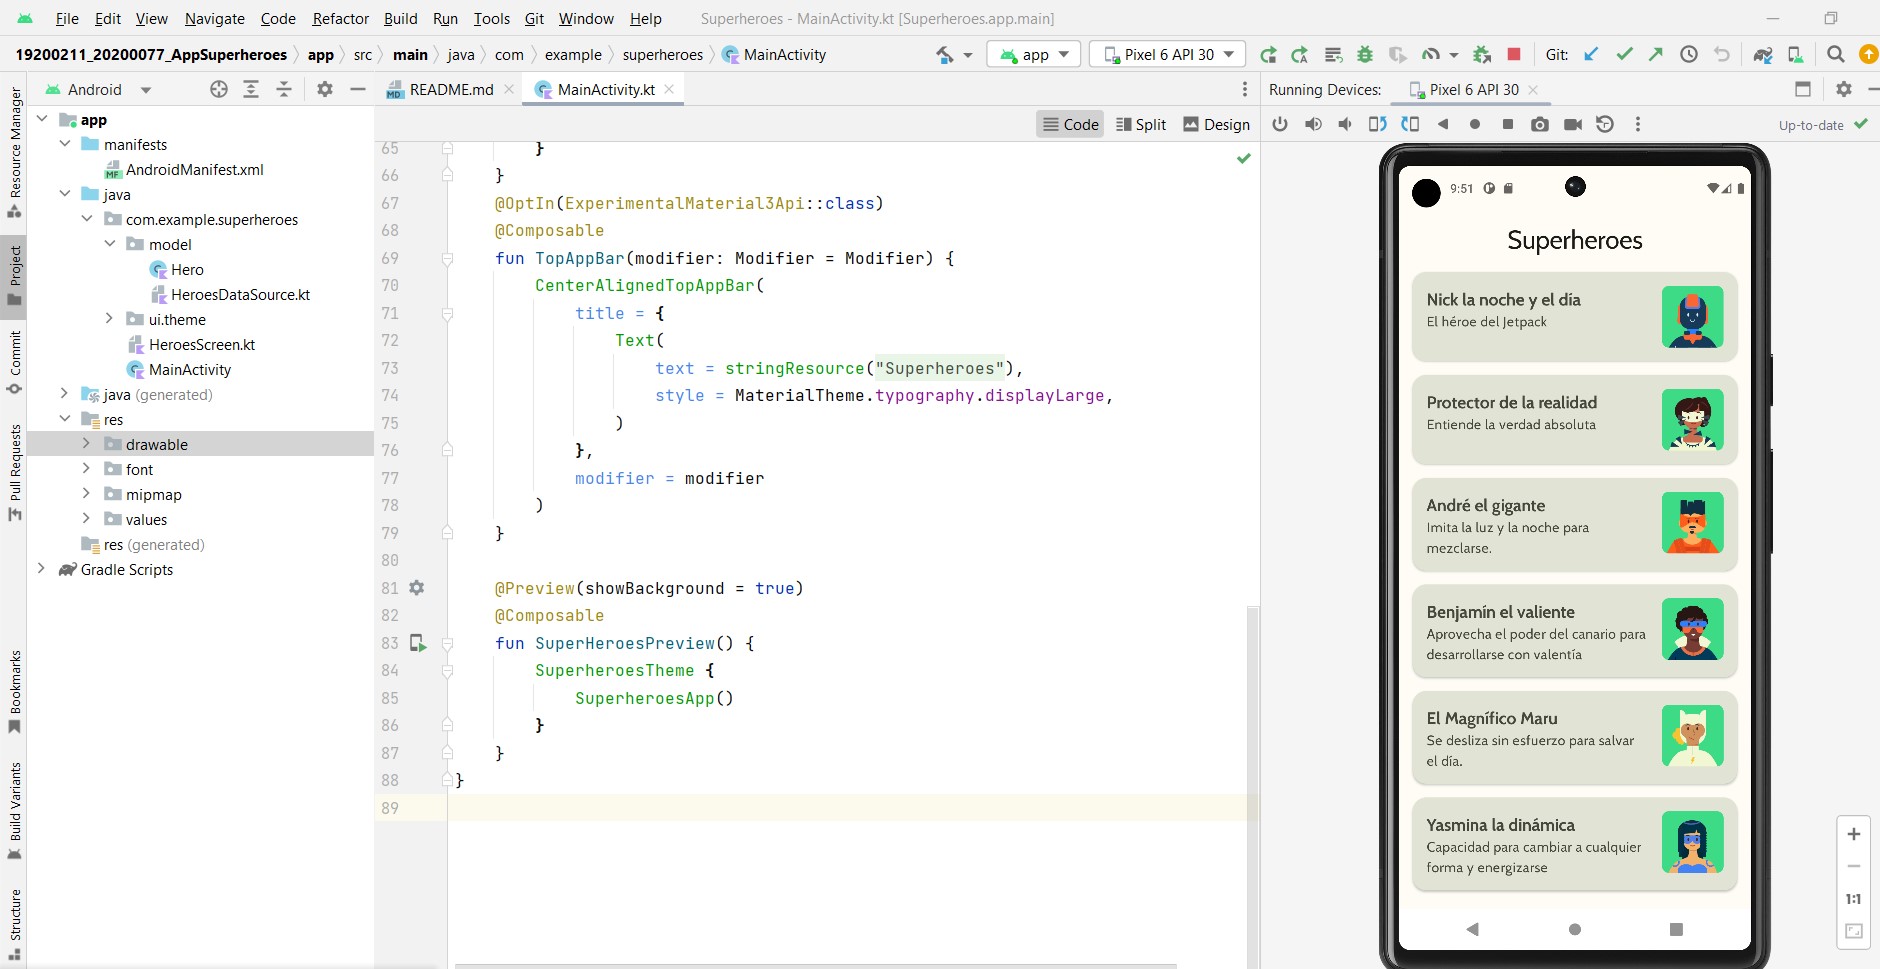 File Edit View Navigate Code Refactor Build Run Tools Git Window Help Superheroes - MainActivity.kt [Superheroes.app.main]
19200211_20200077_AppSuperheroes app src main java com example superheroes MainActivity app Pixel 6 API 30 Git:
Android README.md MainActivity.kt Running Devices: Pixel 6 API 30
Code Split Design Up-to-date
Resource Manager
Project
Commit
Pull Requests
Bookmarks
Build Variants
Structure
app
manifests
MF AndroidManifest.xml
java
com.example.superheroes
model
Hero
HeroesDataSource.kt
ui.theme
HeroesScreen.kt
MainActivity
java (generated)
res
drawable
font
mipmap
values
res (generated)
Gradle Scripts
65 }
66 }
67 @OptIn(ExperimentalMaterial3Api::class)
68 @Composable
69 fun TopAppBar(modifier: Modifier = Modifier) {
70 CenterAlignedTopAppBar(
71 title = {
72 Text(
73 text = stringResource("Superheroes"),
74 style = MaterialTheme.typography.displayLarge,
75 )
76 },
77 modifier = modifier
78 )
79 }
80
81 @Preview(showBackground = true)
82 @Composable
83 fun SuperHeroesPreview() {
84 SuperheroesTheme {
85 SuperheroesApp()
86 }
87 }
88 }
89
9:51
Superheroes
Nick la noche y el día
El héroe del Jetpack
Protector de la realidad
Entiende la verdad absoluta
André el gigante
Imita la luz y la noche para
mezclarse.
Benjamín el valiente
Aprovecha el poder del canario para
desarrollarse con valentía
El Magnífico Maru
Se desliza sin esfuerzo para salvar
el día.
Yasmina la dinámica
Capacidad para cambiar a cualquier
forma y energizarse
1:1